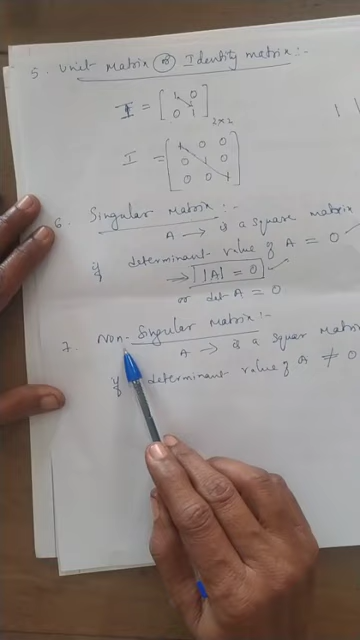 5. Unit Matrix or Identity matrix :-
I = [ 1 0
0 1 ] 2×2
I = [ 1 0 0
0 1 0
0 0 1 ]
6. Singular Matrix :-
A → is a square matrix
if determinant value of A = 0
→ |A| = 0
or det A = 0
7. Non-Singular Matrix :-
A → is a squar Matrix
if determinant value of A ≠ 0